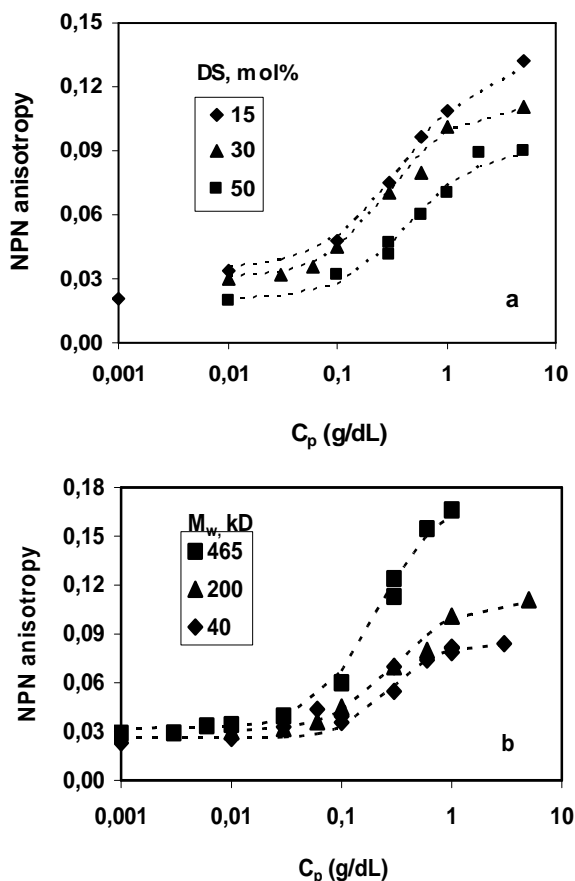 0,15
DS, mol%
0,12
15
30
0,09
50
NPN anisotropy
0,06
0,03
a
0,00
0,001 0,01 0,1 1 10
Cp (g/dL)
0,18
Mw, kD
0,15
465
200
0,12
40
NPN anisotropy
0,09
0,06
0,03
b
0,00
0,001 0,01 0,1 1 10
Cp (g/dL)